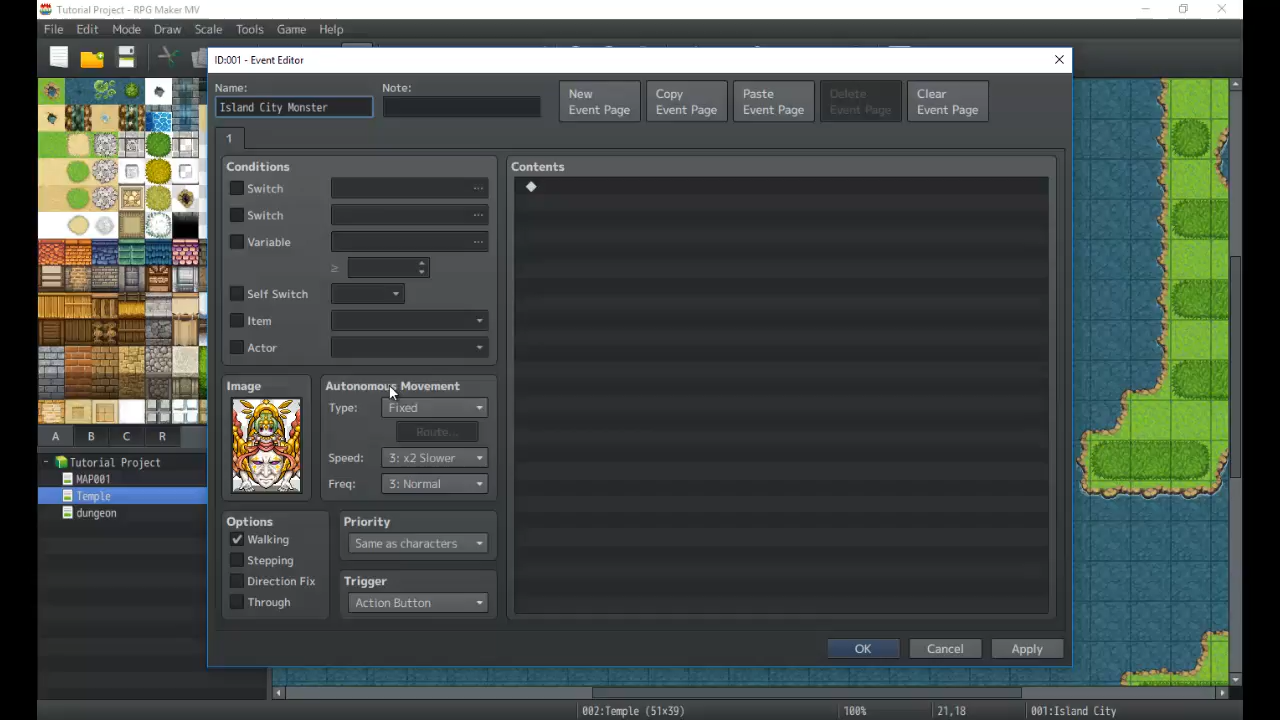 Tutorial Project - RPG Maker MV
File Edit Mode Draw Scale Tools Game Help
ID:001 - Event Editor
Name:
Note:
Island City Monster
New
Event Page
Copy
Event Page
Paste
Event Page
Delete
Event Page
Clear
Event Page
1
Conditions
Switch ...
Switch ...
Variable ...
≥
Self Switch
Item
Actor
Image
Autonomous Movement
Type: Fixed
Route...
Speed: 3: x2 Slower
Freq: 3: Normal
Options
Walking
Stepping
Direction Fix
Through
Priority
Same as characters
Trigger
Action Button
Contents
OK Cancel Apply
A B C R
Tutorial Project
MAP001
Temple
dungeon
002:Temple (51x39) 100% 21,18 001:Island City